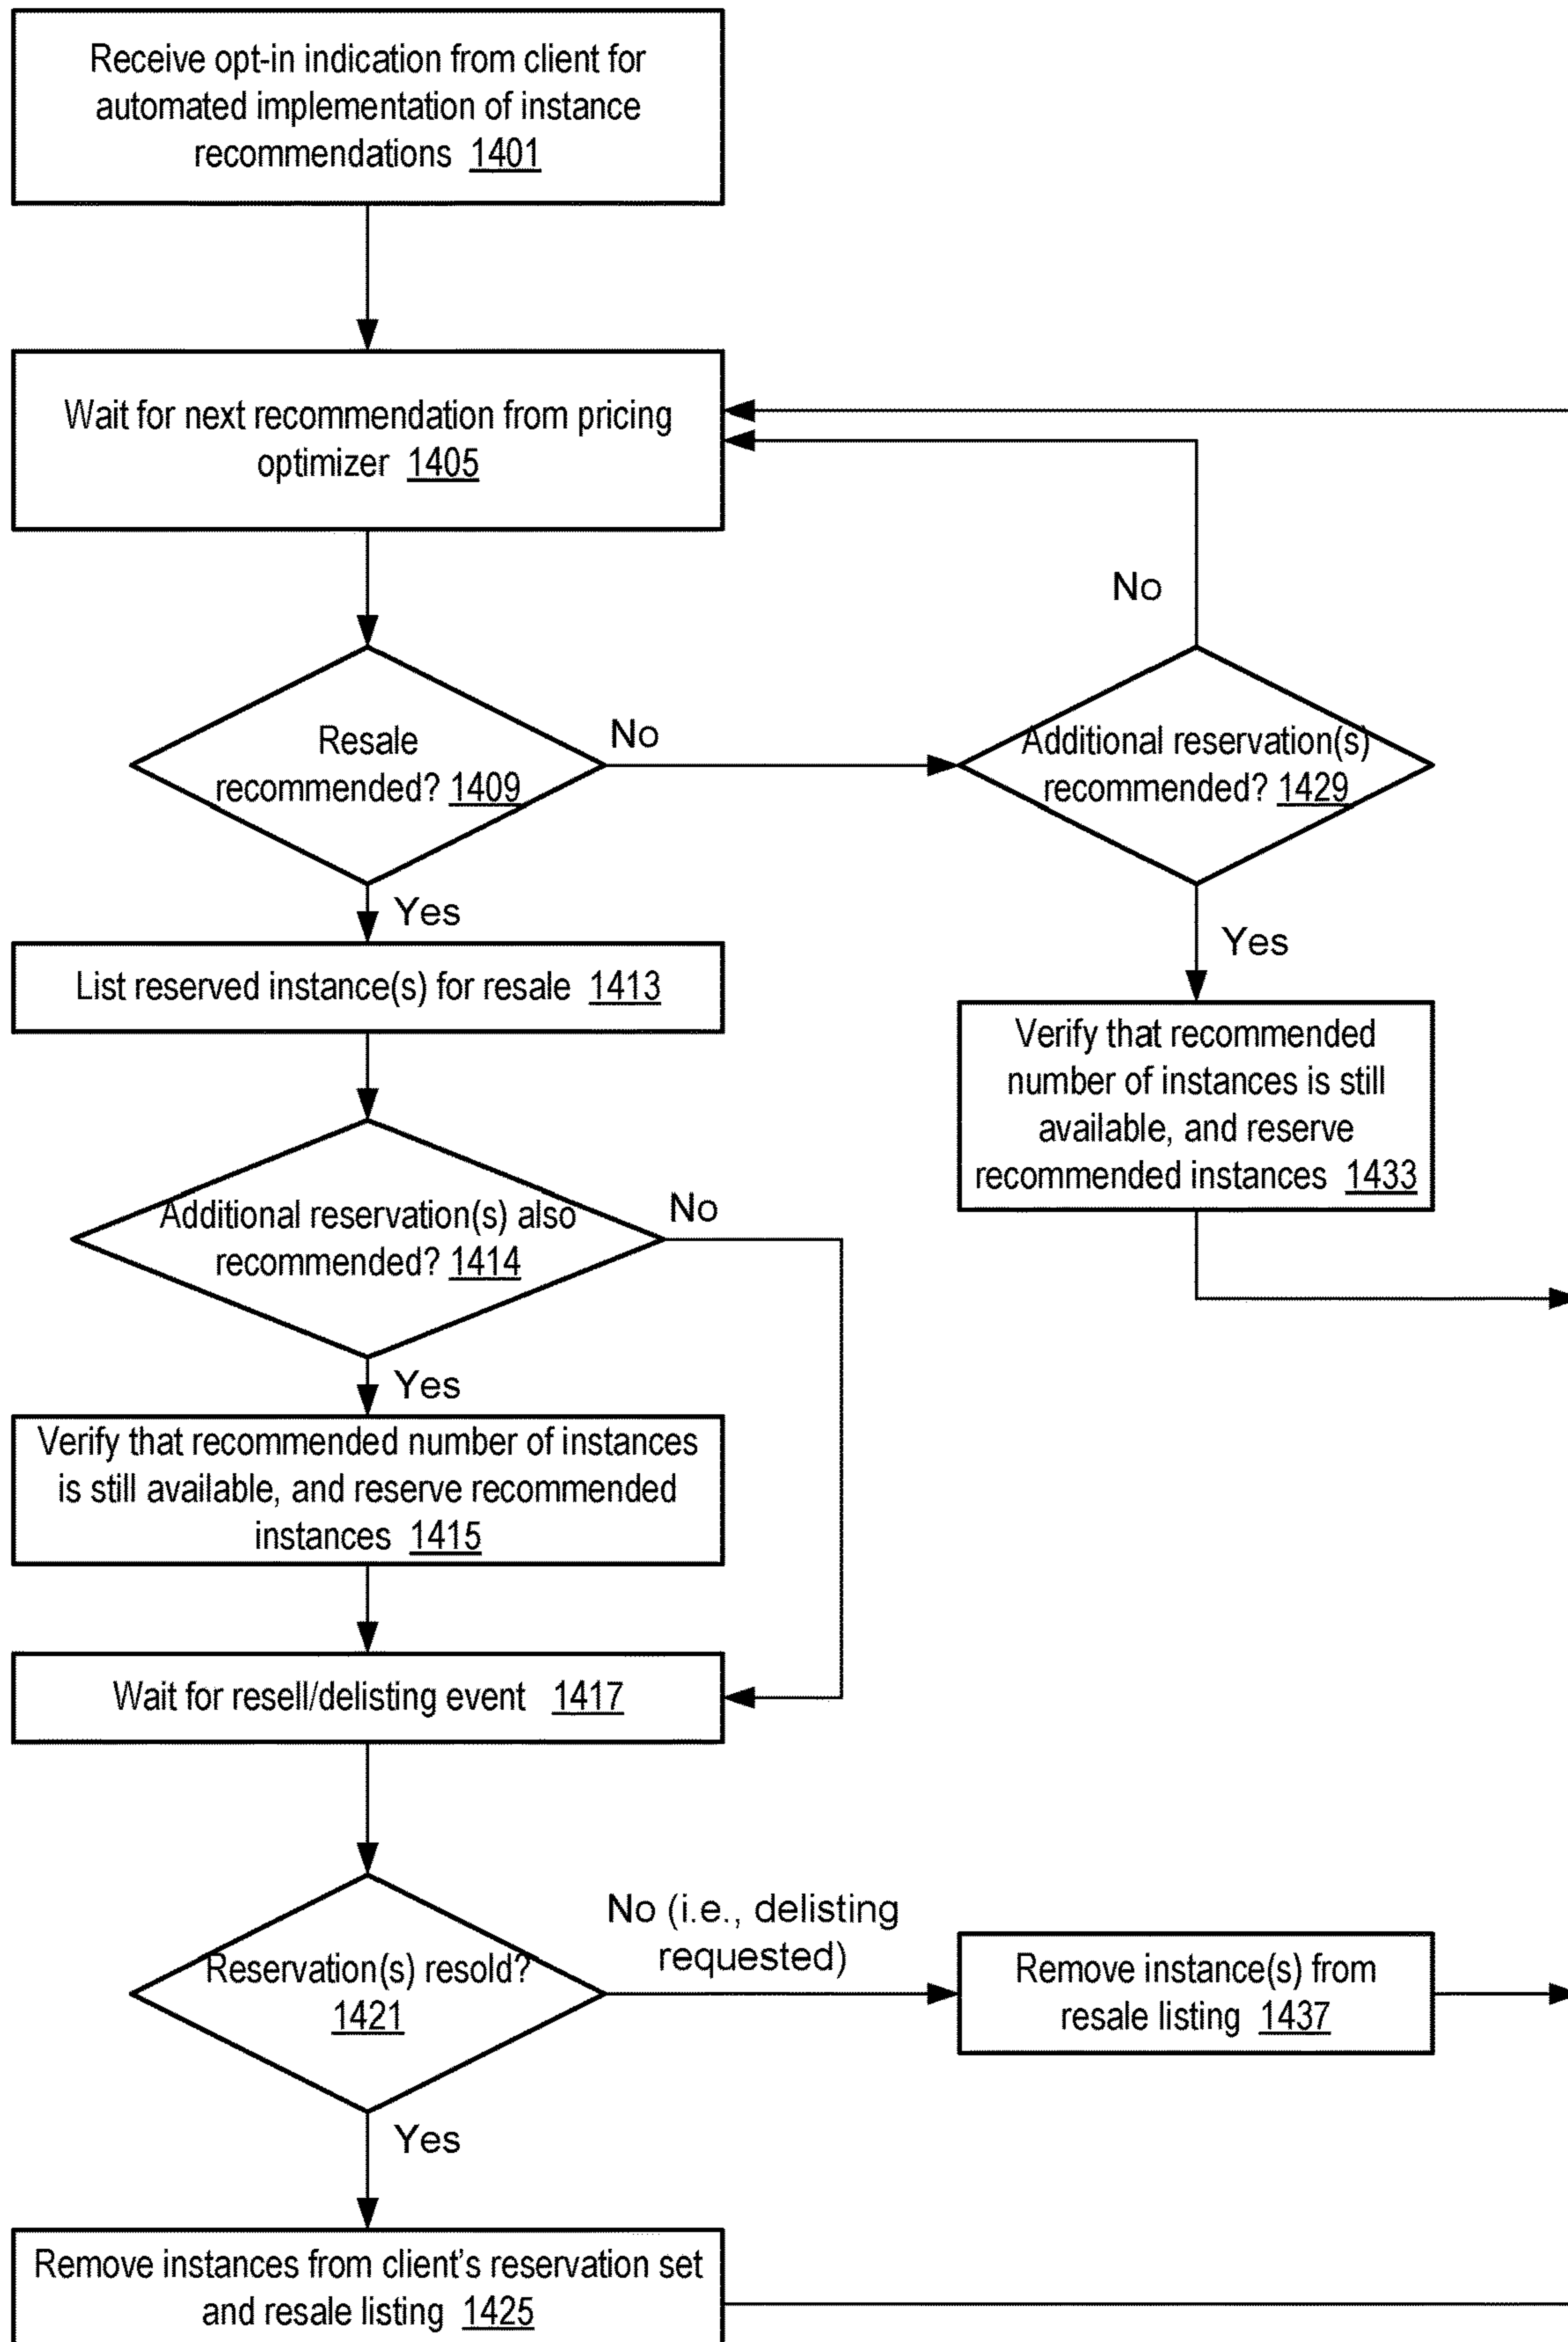 Receive opt-in indication from client for
automated implementation of instance
recommendations 1401
Wait for next recommendation from pricing
optimizer 1405
No
Resale
recommended? 1409
No
Additional reservation(s)
recommended? 1429
Yes
Yes
List reserved instance(s) for resale 1413
Verify that recommended
number of instances is still
available, and reserve
recommended instances 1433
Additional reservation(s) also
recommended? 1414
No
Yes
Verify that recommended number of instances
is still available, and reserve recommended
instances 1415
Wait for resell/delisting event 1417
Reservation(s) resold?
1421
No (i.e., delisting
requested)
Remove instance(s) from
resale listing 1437
Yes
Remove instances from client's reservation set
and resale listing 1425